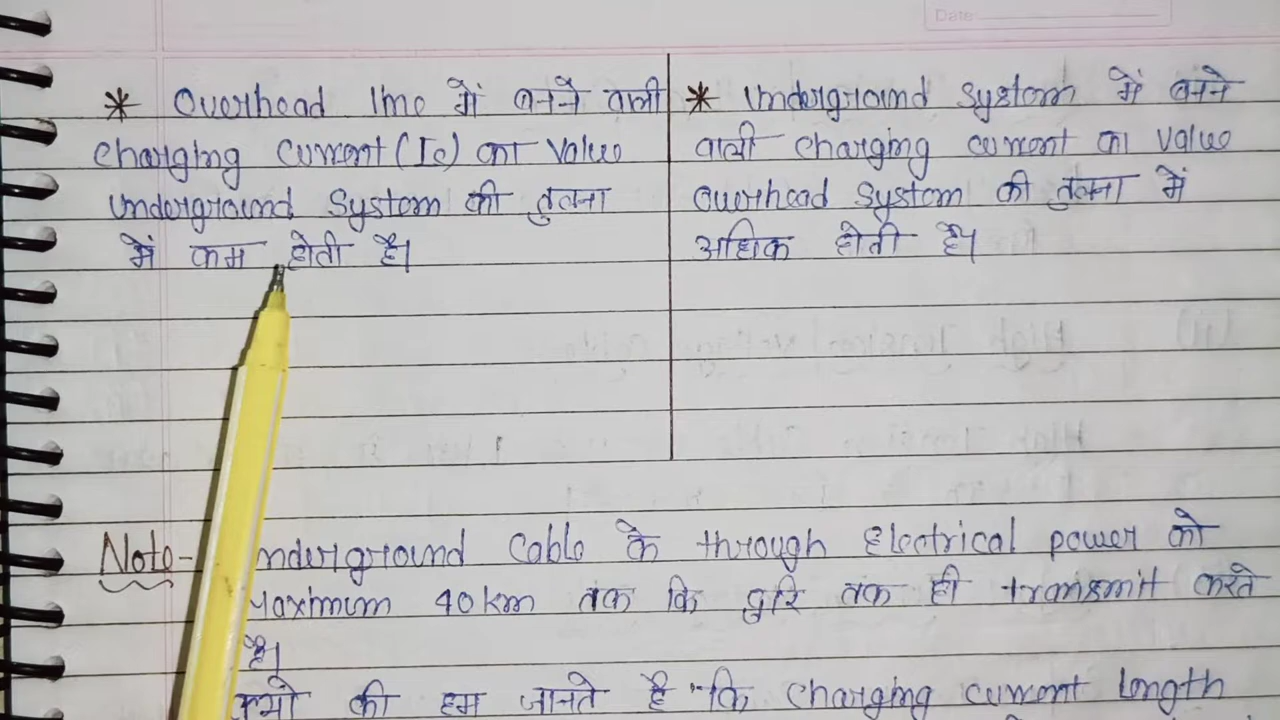 Date
* Overhead line में बनने वाली
charging current (Ic) का value
underground system की तुलना
में कम होती है।
* underground system में बनने
वाली charging current का value
overhead system की तुलना में
अधिक होती है।
Note- underground cable के through Electrical power को
Maximum 40 km तक कि दुरि तक ही transmit करते
है।
क्यो की हम जानते है कि charging current length